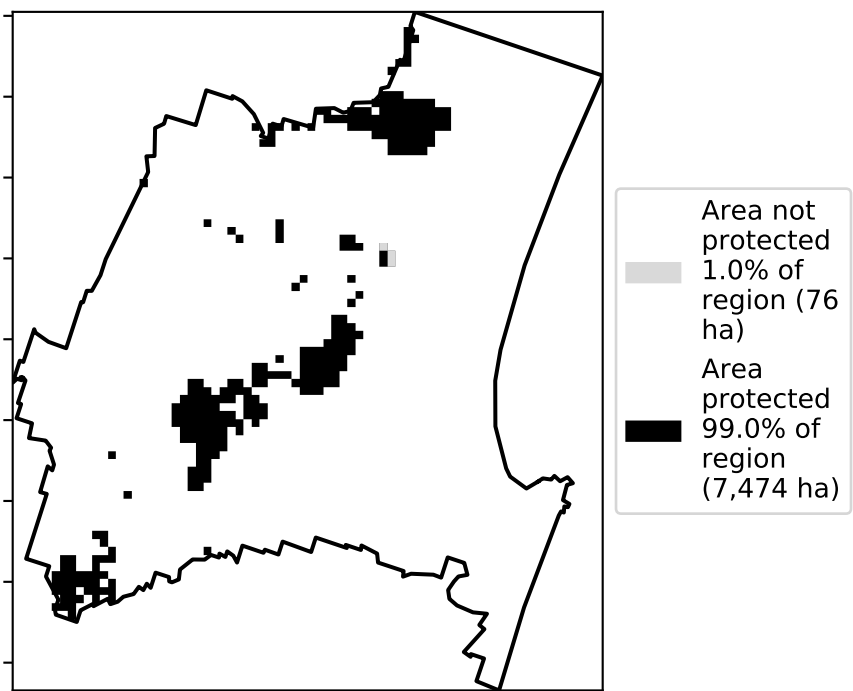 Area not
protected
1.0% of
region (76
ha)
Area
protected
99.0% of
region
(7,474 ha)